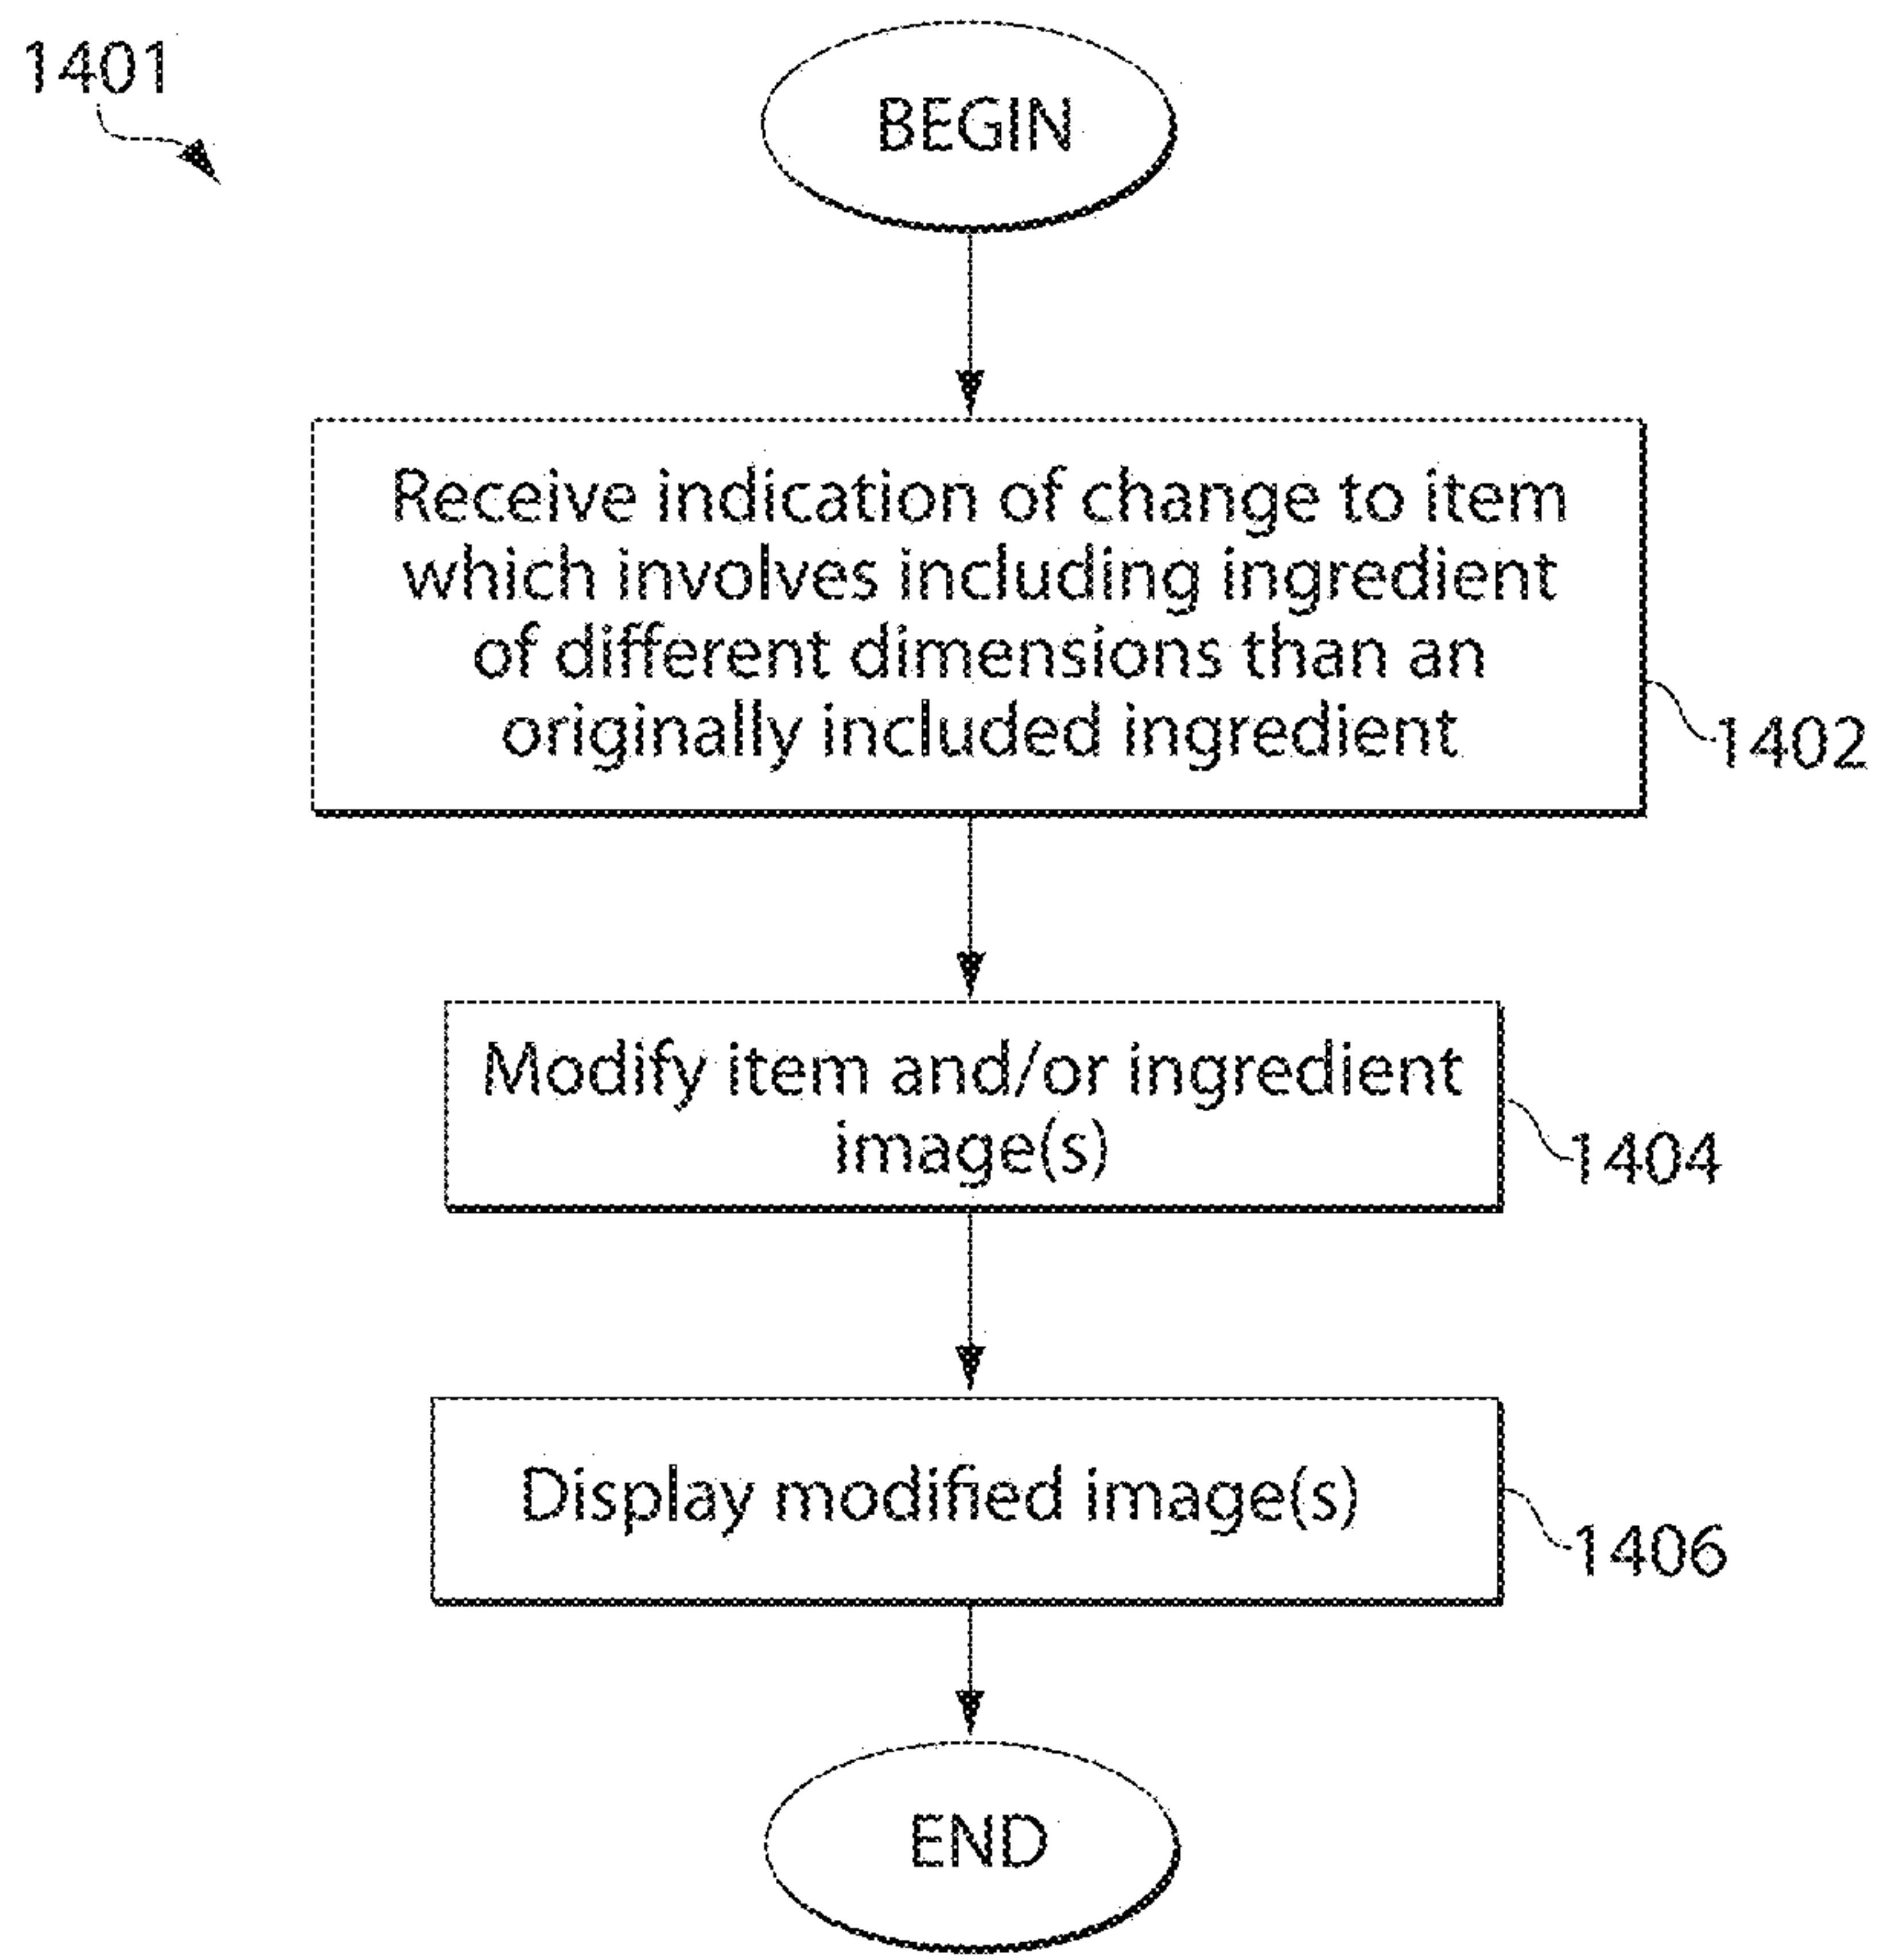 1401
BEGIN
Receive indication of change to item
which involves including ingredient
of different dimensions than an
originally included ingredient
1402
Modify item and/or ingredient
image(s)
1404
Display modified image(s)
1406
END